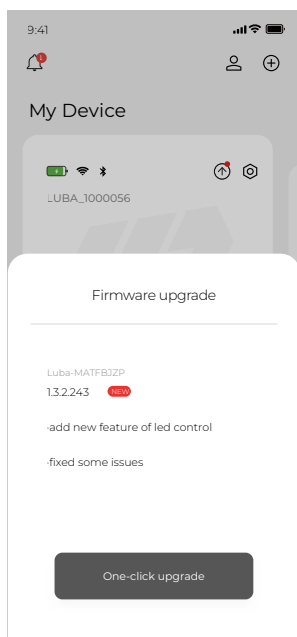 9:41
1
My Device
LUBA_1000056
Firmware upgrade
Luba-MATFBJZP
1.3.2.243 NEW
·add new feature of led control
·fixed some issues
One-click upgrade